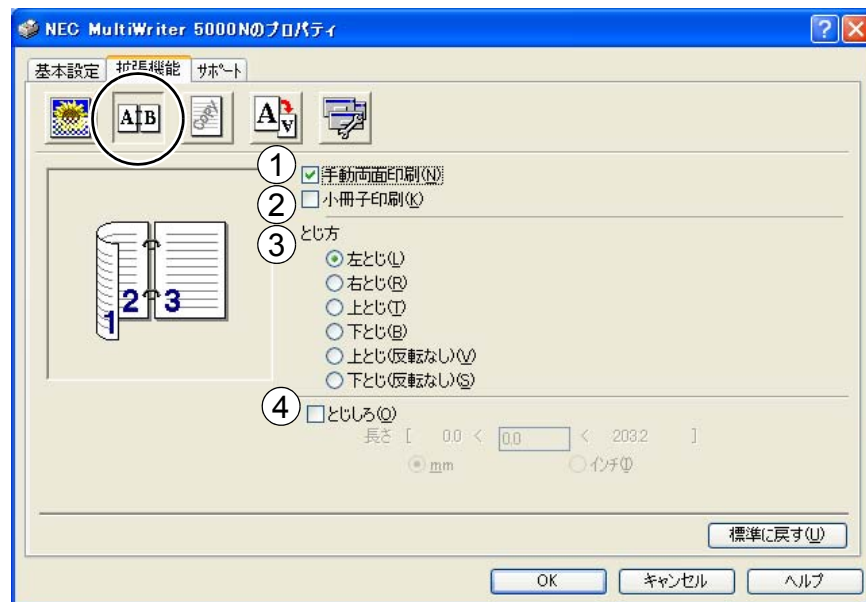 NEC MultiWriter 5000Nのプロパティ
基本設定 拡張機能 サポート
A B Copy A A
① 手動両面印刷(N)
② 小冊子印刷(K)
③ とじ方
左とじ(L)
右とじ(R)
上とじ(T)
下とじ(B)
上とじ(反転なし)(V)
下とじ(反転なし)(S)
1 2 3
④ とじしろ(O)
長さ [ 0.0 < 0.0 < 203.2 ]
mm インチ(I)
標準に戻す(U)
OK キャンセル ヘルプ